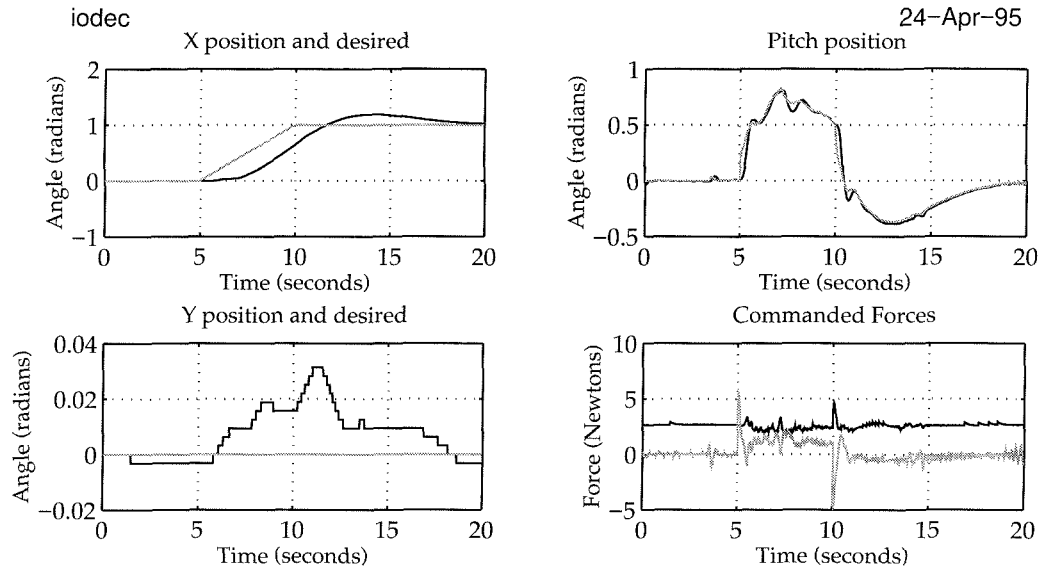 iodec
24-Apr-95
X position and desired
2
1
0
-1
Angle (radians)
0 5 10 15 20
Time (seconds)
Pitch position
1
0.5
0
-0.5
Angle (radians)
0 5 10 15 20
Time (seconds)
Y position and desired
0.04
0.02
0
-0.02
Angle (radians)
0 5 10 15 20
Time (seconds)
Commanded Forces
10
5
0
-5
Force (Newtons)
0 5 10 15 20
Time (seconds)